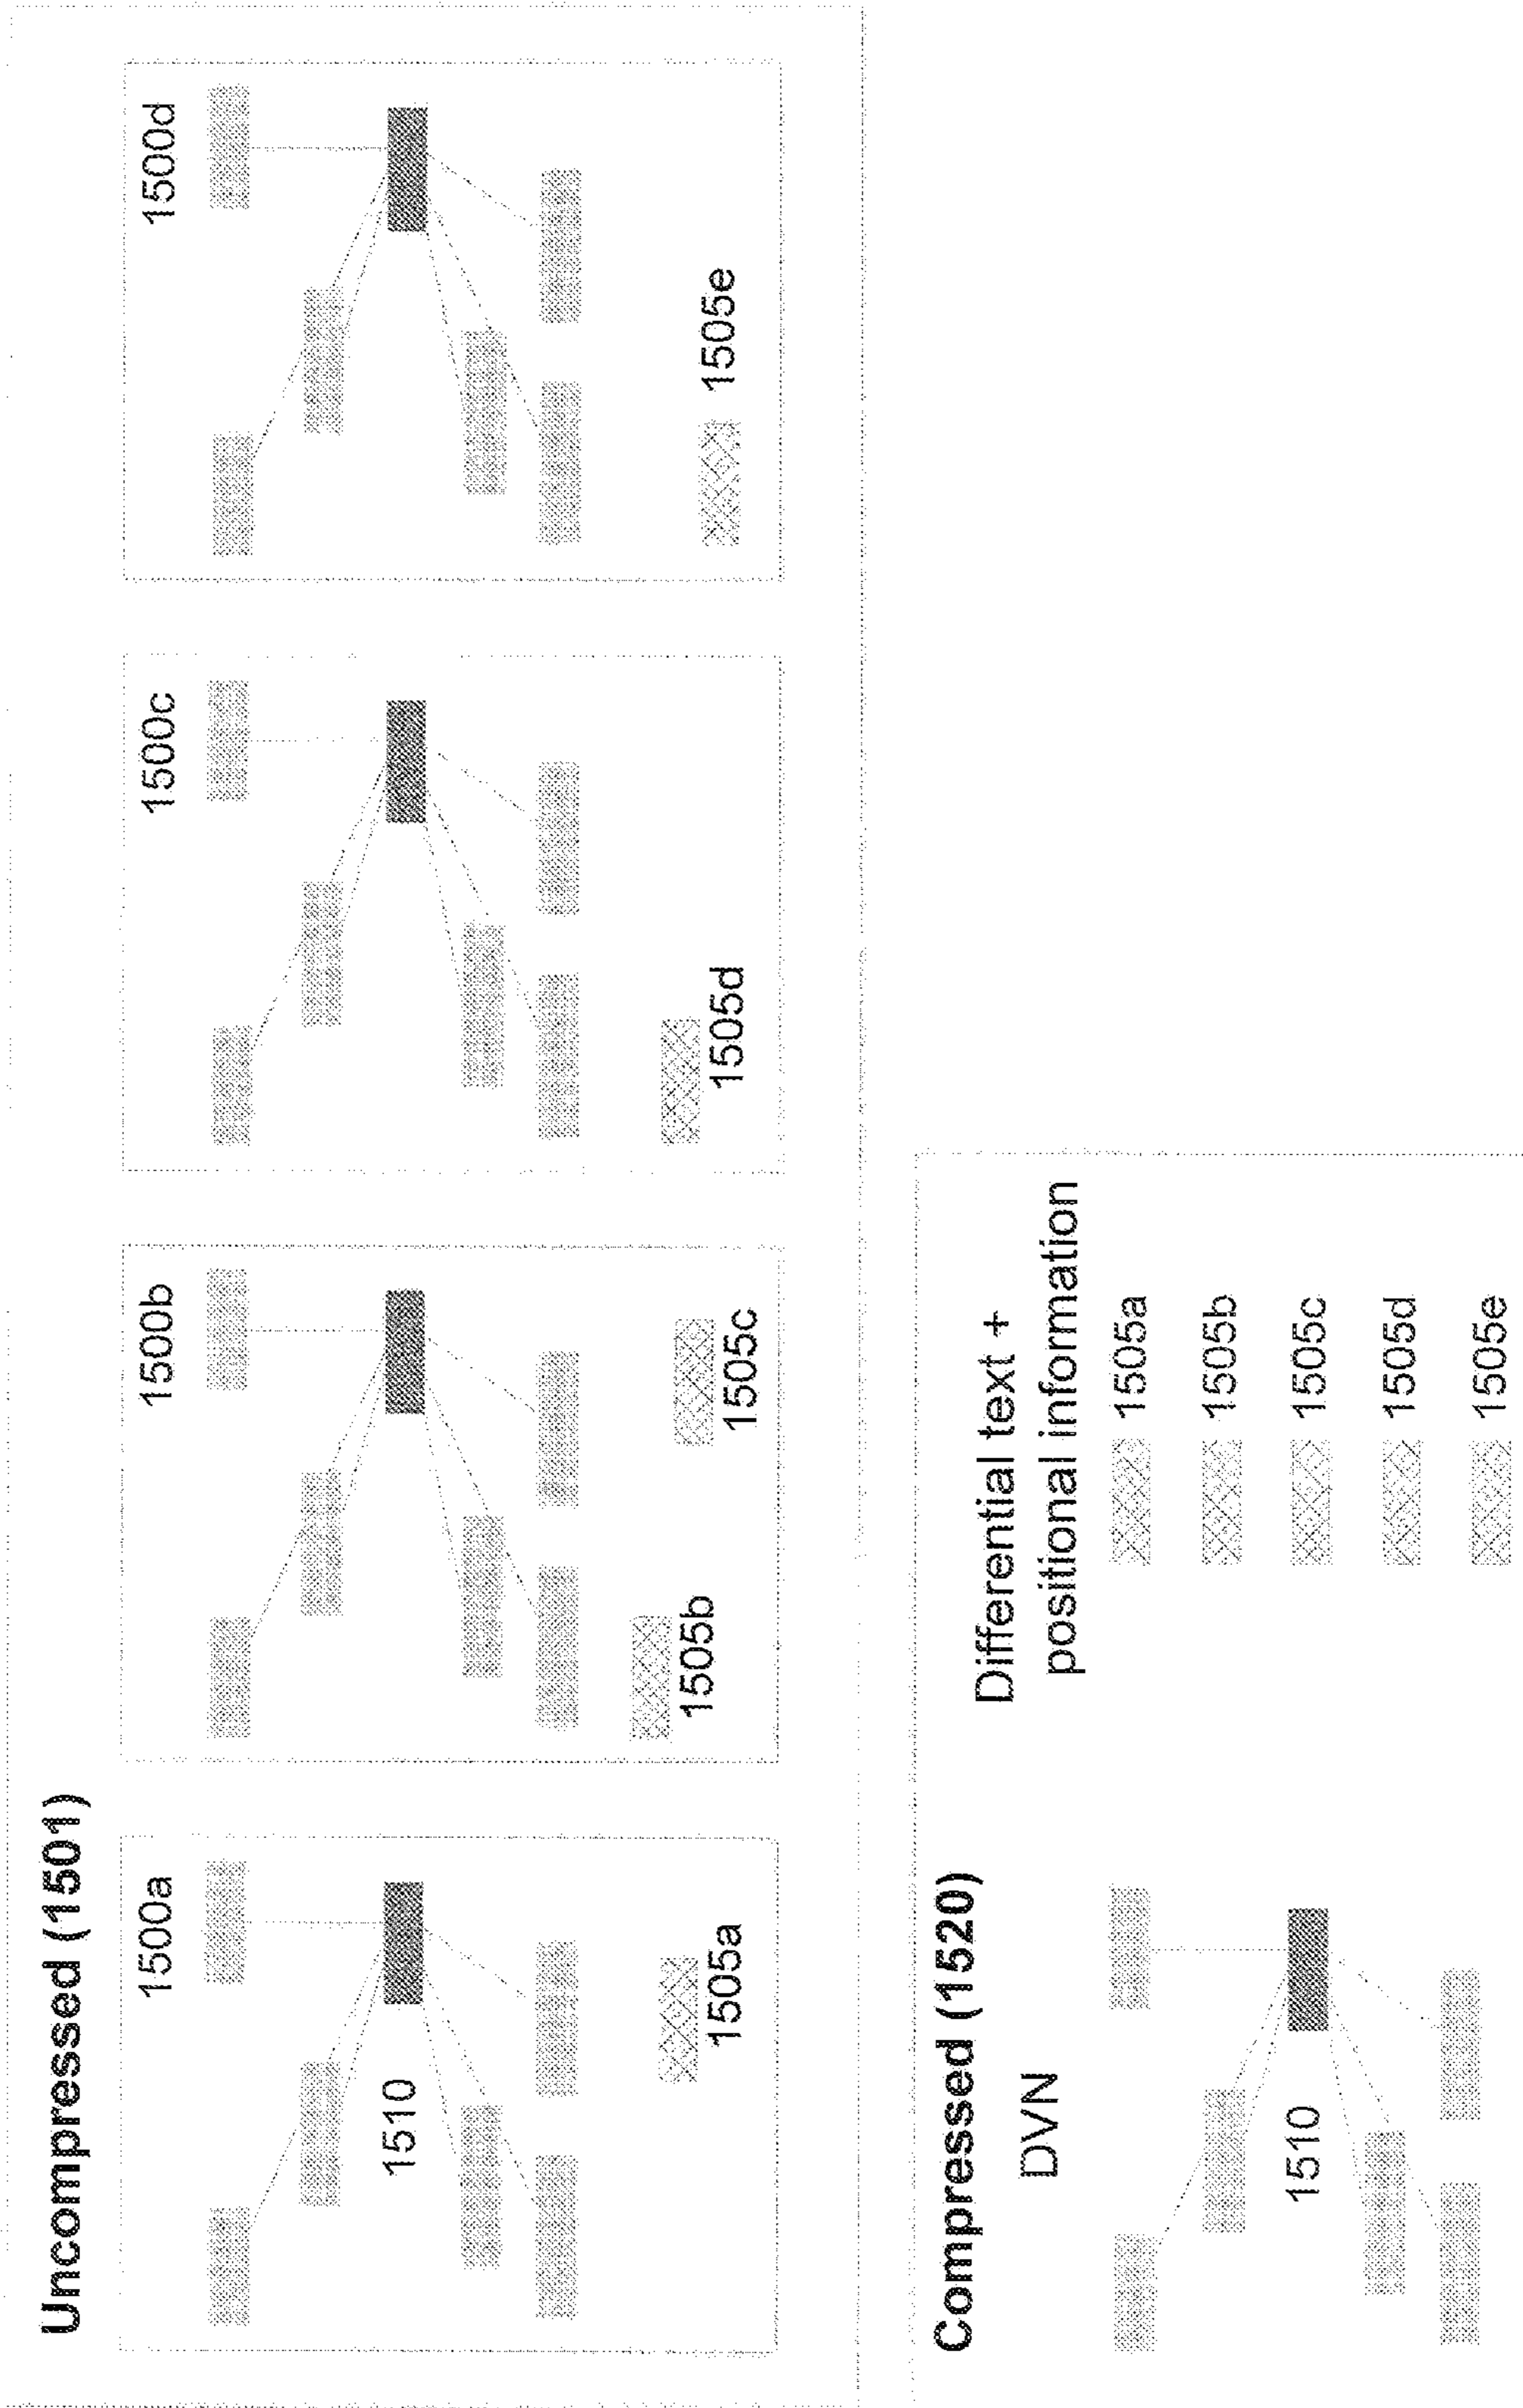 Uncompressed (1501)
1500a
1510
1505a
1500b
1505b
1505c
1500c
1505d
1500d
1505e
Compressed (1520)
DVN
1510
Differential text +
positional information
1505a
1505b
1505c
1505d
1505e